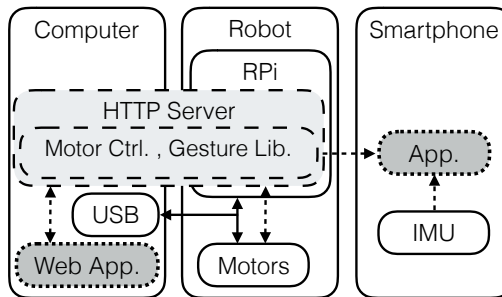 Computer
Robot
Smartphone
RPi
HTTP Server
Motor Ctrl. , Gesture Lib.
App.
USB
IMU
Web App.
Motors